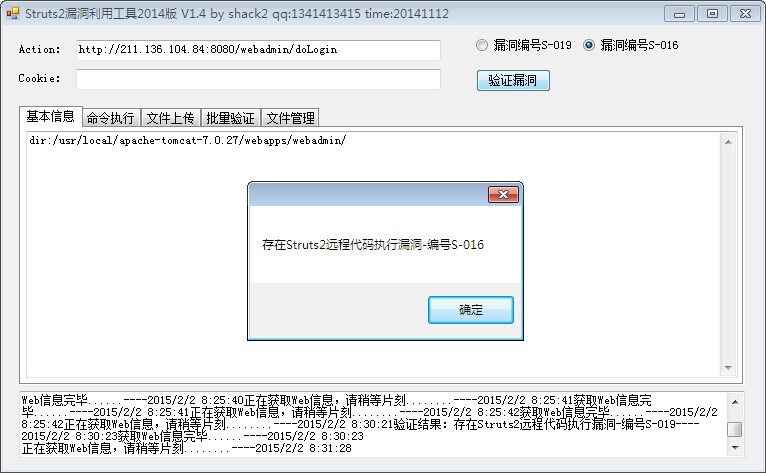 Struts2漏洞利用工具2014版 V1.4 by shack2 qq:1341413415 time:20141112
Action: http://211.136.104.84:8080/webadmin/doLogin 漏洞编号S-019 漏洞编号S-016
Cookie: 验证漏洞
基本信息 命令执行 文件上传 批量验证 文件管理
dir:/usr/local/apache-tomcat-7.0.27/webapps/webadmin/
存在Struts2远程代码执行漏洞-编号S-016
确定
Web信息完毕......----2015/2/2 8:25:40正在获取Web信息，请稍等片刻........----2015/2/2 8:25:41获取Web信息完
毕......----2015/2/2 8:25:41正在获取Web信息，请稍等片刻........----2015/2/2 8:25:42获取Web信息完毕......----2015/2/2
8:25:42正在获取Web信息，请稍等片刻........----2015/2/2 8:30:21验证结果：存在Struts2远程代码执行漏洞-编号S-019----
2015/2/2 8:30:23获取Web信息完毕......----2015/2/2 8:30:23
正在获取Web信息，请稍等片刻........----2015/2/2 8:31:28